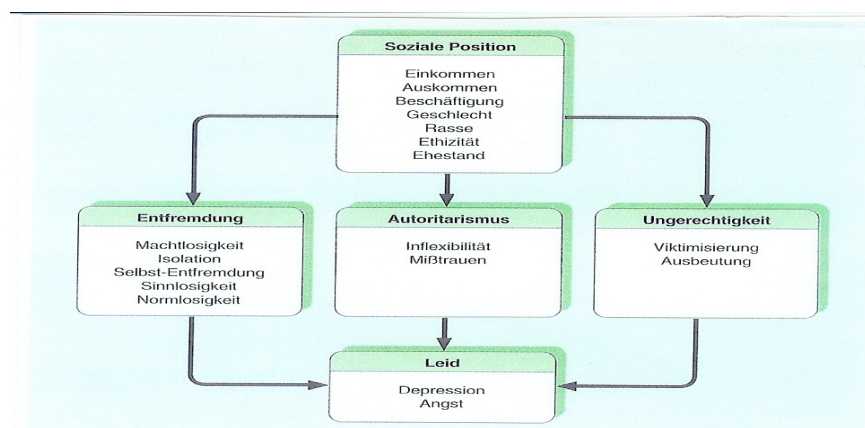 Soziale Position
Einkommen
Auskommen
Beschäftigung
Geschlecht
Rasse
Ethizität
Ehestand
Entfremdung
Machtlosigkeit
Isolation
Selbst-Entfremdung
Sinnlosigkeit
Normlosigkeit
Autoritarismus
Inflexibilität
Mißtrauen
Ungerechtigkeit
Viktimisierung
Ausbeutung
Leid
Depression
Angst